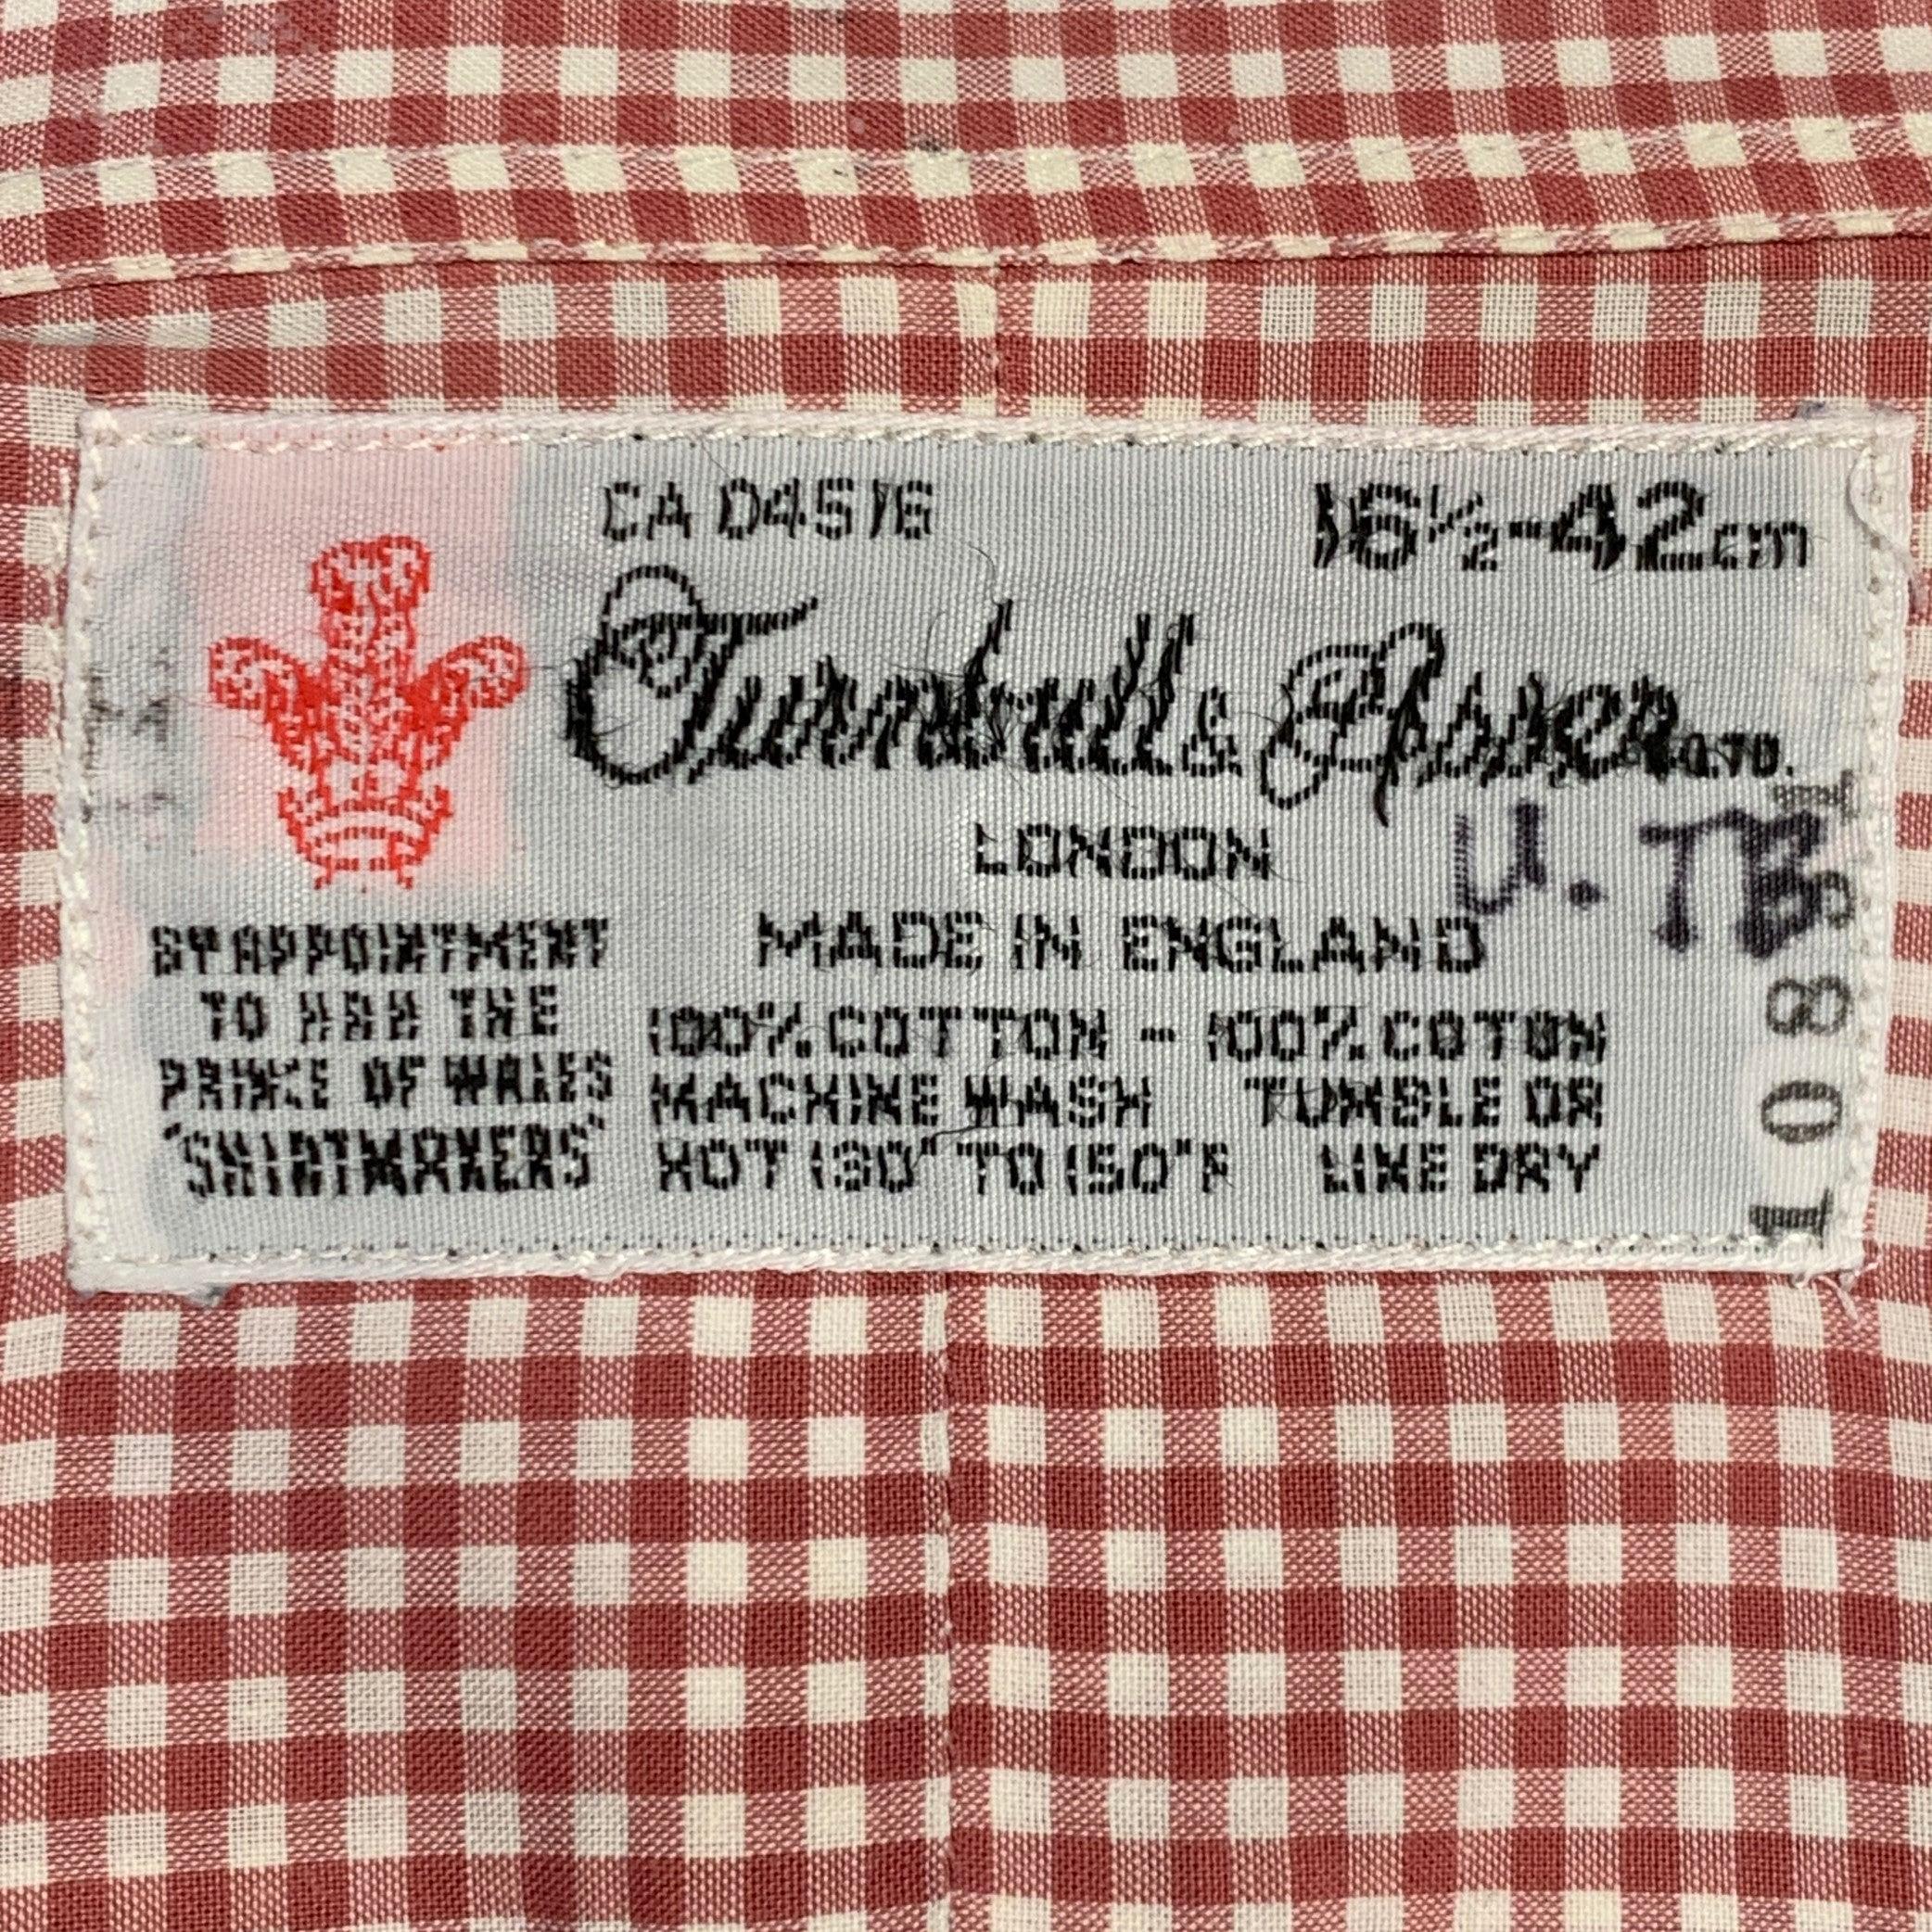 CA 04516
16½-42cm
Turnbull & Asser LTD.
LONDON
U. TB
MADE IN ENGLAND
BY APPOINTMENT
TO HRH THE
PRINCE OF WALES
"SHIRTMAKERS"
100% COTTON - 100% COTON
MACHINE WASH TUMBLE OR
HOT 130° TO 150°F LINE DRY